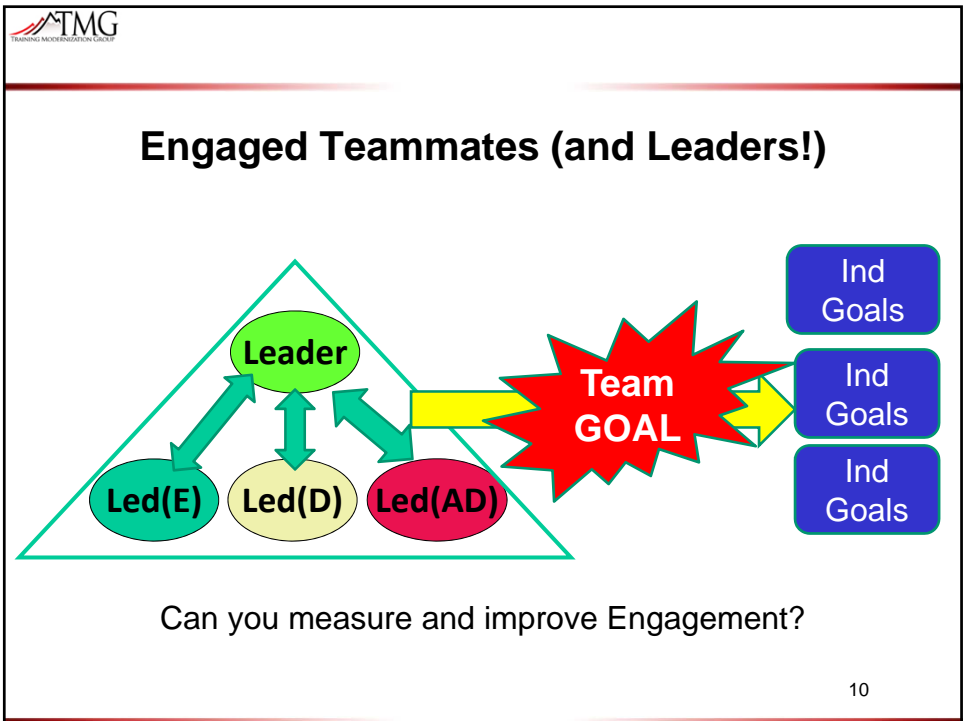 TMG
TRAINING MODERNIZATION GROUP
Engaged Teammates (and Leaders!)
Leader
Led(E)
Led(D)
Led(AD)
Team
GOAL
Ind
Goals
Ind
Goals
Ind
Goals
Can you measure and improve Engagement?
10